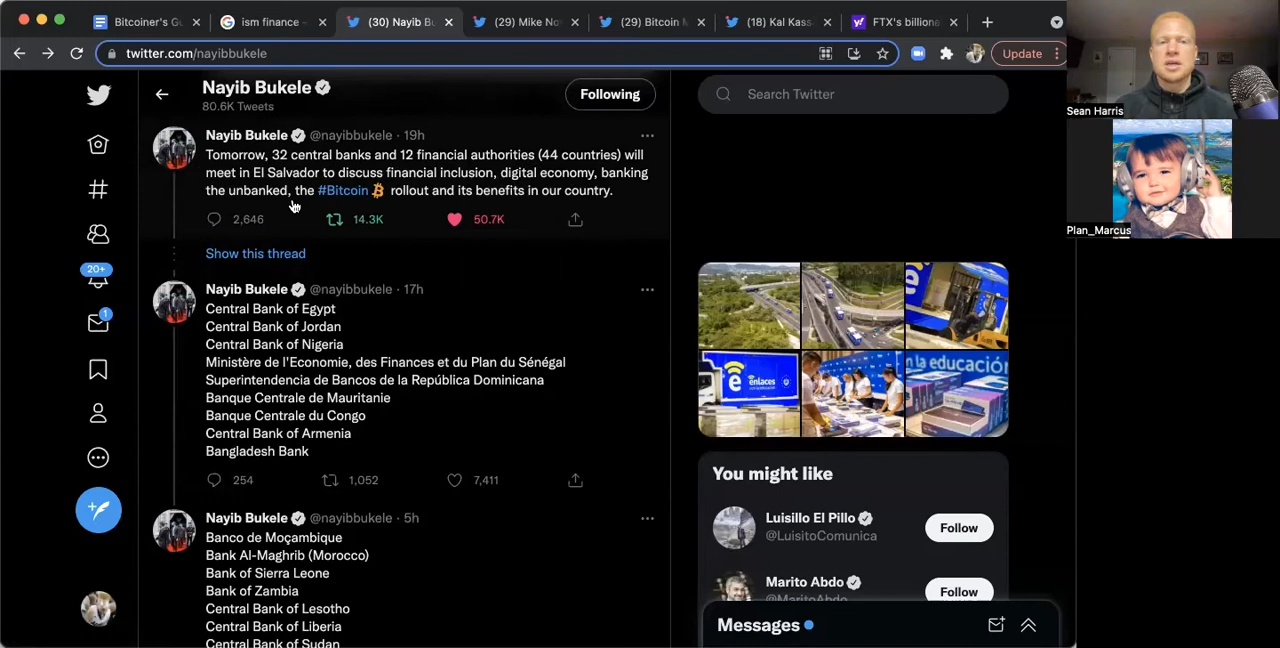 Bitcoiner's Gu
ism finance -
(30) Nayib Bu
(29) Mike No
(29) Bitcoin M
(18) Kal Kass
FTX's billiona
twitter.com/nayibbukele
Update
Nayib Bukele
80.6K Tweets
Following
Search Twitter
Nayib Bukele @nayibbukele · 19h
Tomorrow, 32 central banks and 12 financial authorities (44 countries) will
meet in El Salvador to discuss financial inclusion, digital economy, banking
the unbanked, the #Bitcoin rollout and its benefits in our country.
2,646 14.3K 50.7K
Show this thread
Nayib Bukele @nayibbukele · 17h
Central Bank of Egypt
Central Bank of Jordan
Central Bank of Nigeria
Ministère de l'Economie, des Finances et du Plan du Sénégal
Superintendencia de Bancos de la República Dominicana
Banque Centrale de Mauritanie
Banque Centrale du Congo
Central Bank of Armenia
Bangladesh Bank
254 1,052 7,411
Nayib Bukele @nayibbukele · 5h
Banco de Moçambique
Bank Al-Maghrib (Morocco)
Bank of Sierra Leone
Bank of Zambia
Central Bank of Lesotho
Central Bank of Liberia
Central Bank of Sudan
20+
1
enlaces
n la educación
You might like
Luisillo El Pillo
@LuisitoComunica
Follow
Marito Abdo
@MaritoAbdo
Follow
Messages
Sean Harris
Plan_Marcus